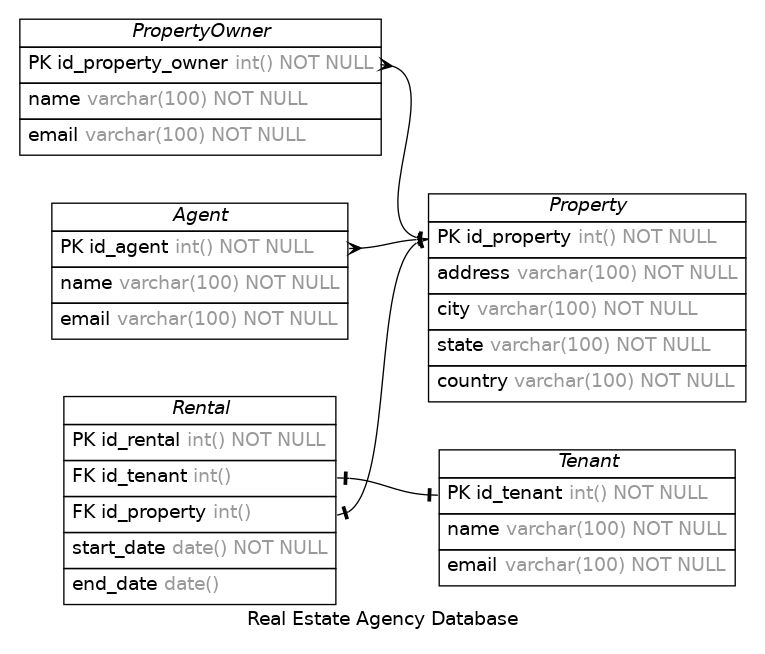 PropertyOwner
PK id_property_owner int() NOT NULL
name varchar(100) NOT NULL
email varchar(100) NOT NULL
Agent
PK id_agent int() NOT NULL
name varchar(100) NOT NULL
email varchar(100) NOT NULL
Property
PK id_property int() NOT NULL
address varchar(100) NOT NULL
city varchar(100) NOT NULL
state varchar(100) NOT NULL
country varchar(100) NOT NULL
Rental
PK id_rental int() NOT NULL
FK id_tenant int()
FK id_property int()
start_date date() NOT NULL
end_date date()
Tenant
PK id_tenant int() NOT NULL
name varchar(100) NOT NULL
email varchar(100) NOT NULL
Real Estate Agency Database